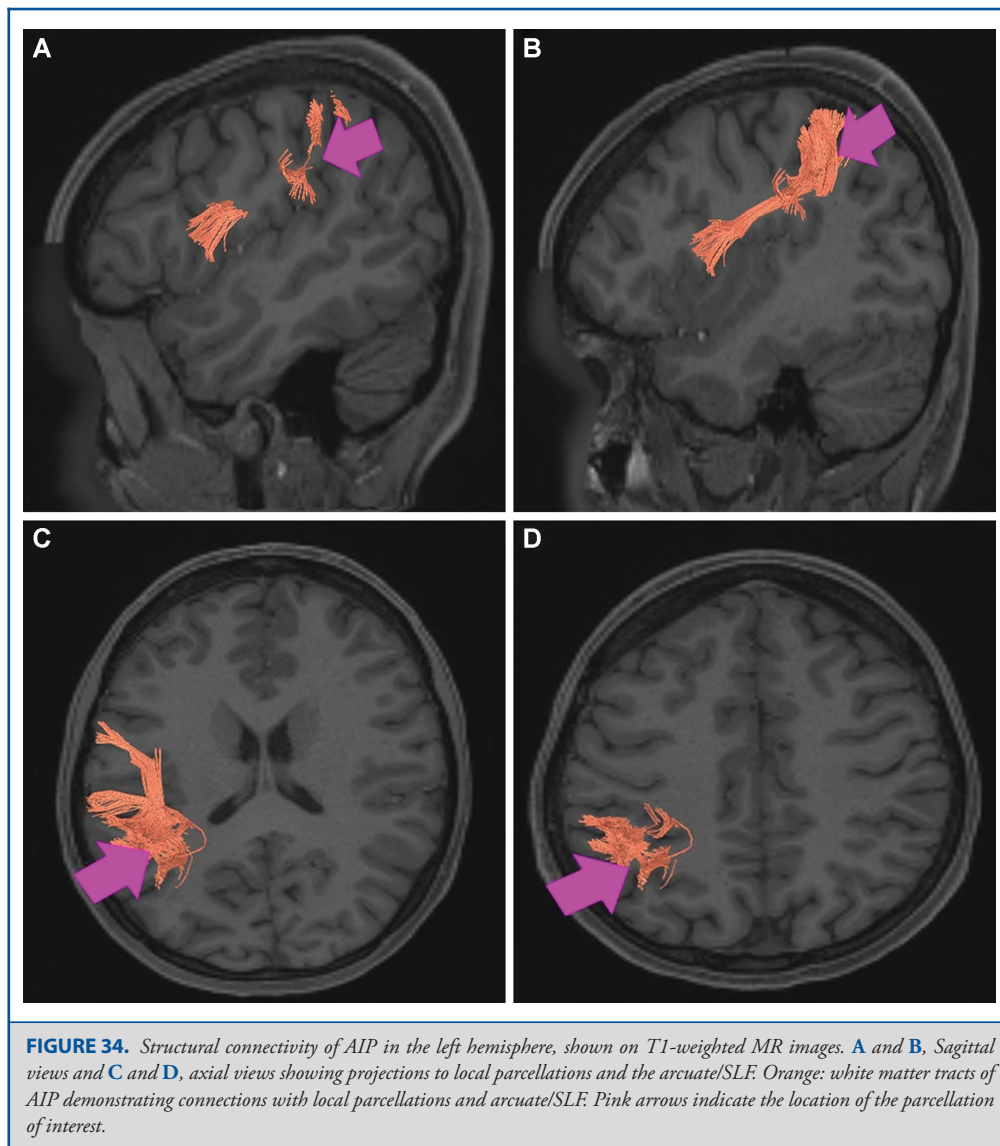 A
B
C
D
FIGURE 34. Structural connectivity of AIP in the left hemisphere, shown on T1-weighted MR images. A and B, Sagittal
views and C and D, axial views showing projections to local parcellations and the arcuate/SLF. Orange: white matter tracts of
AIP demonstrating connections with local parcellations and arcuate/SLF. Pink arrows indicate the location of the parcellation
of interest.